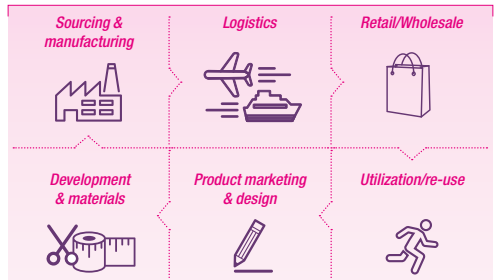 Sourcing &
manufacturing
Logistics
Retail/Wholesale
Development
& materials
Product marketing
& design
Utilization/re-use